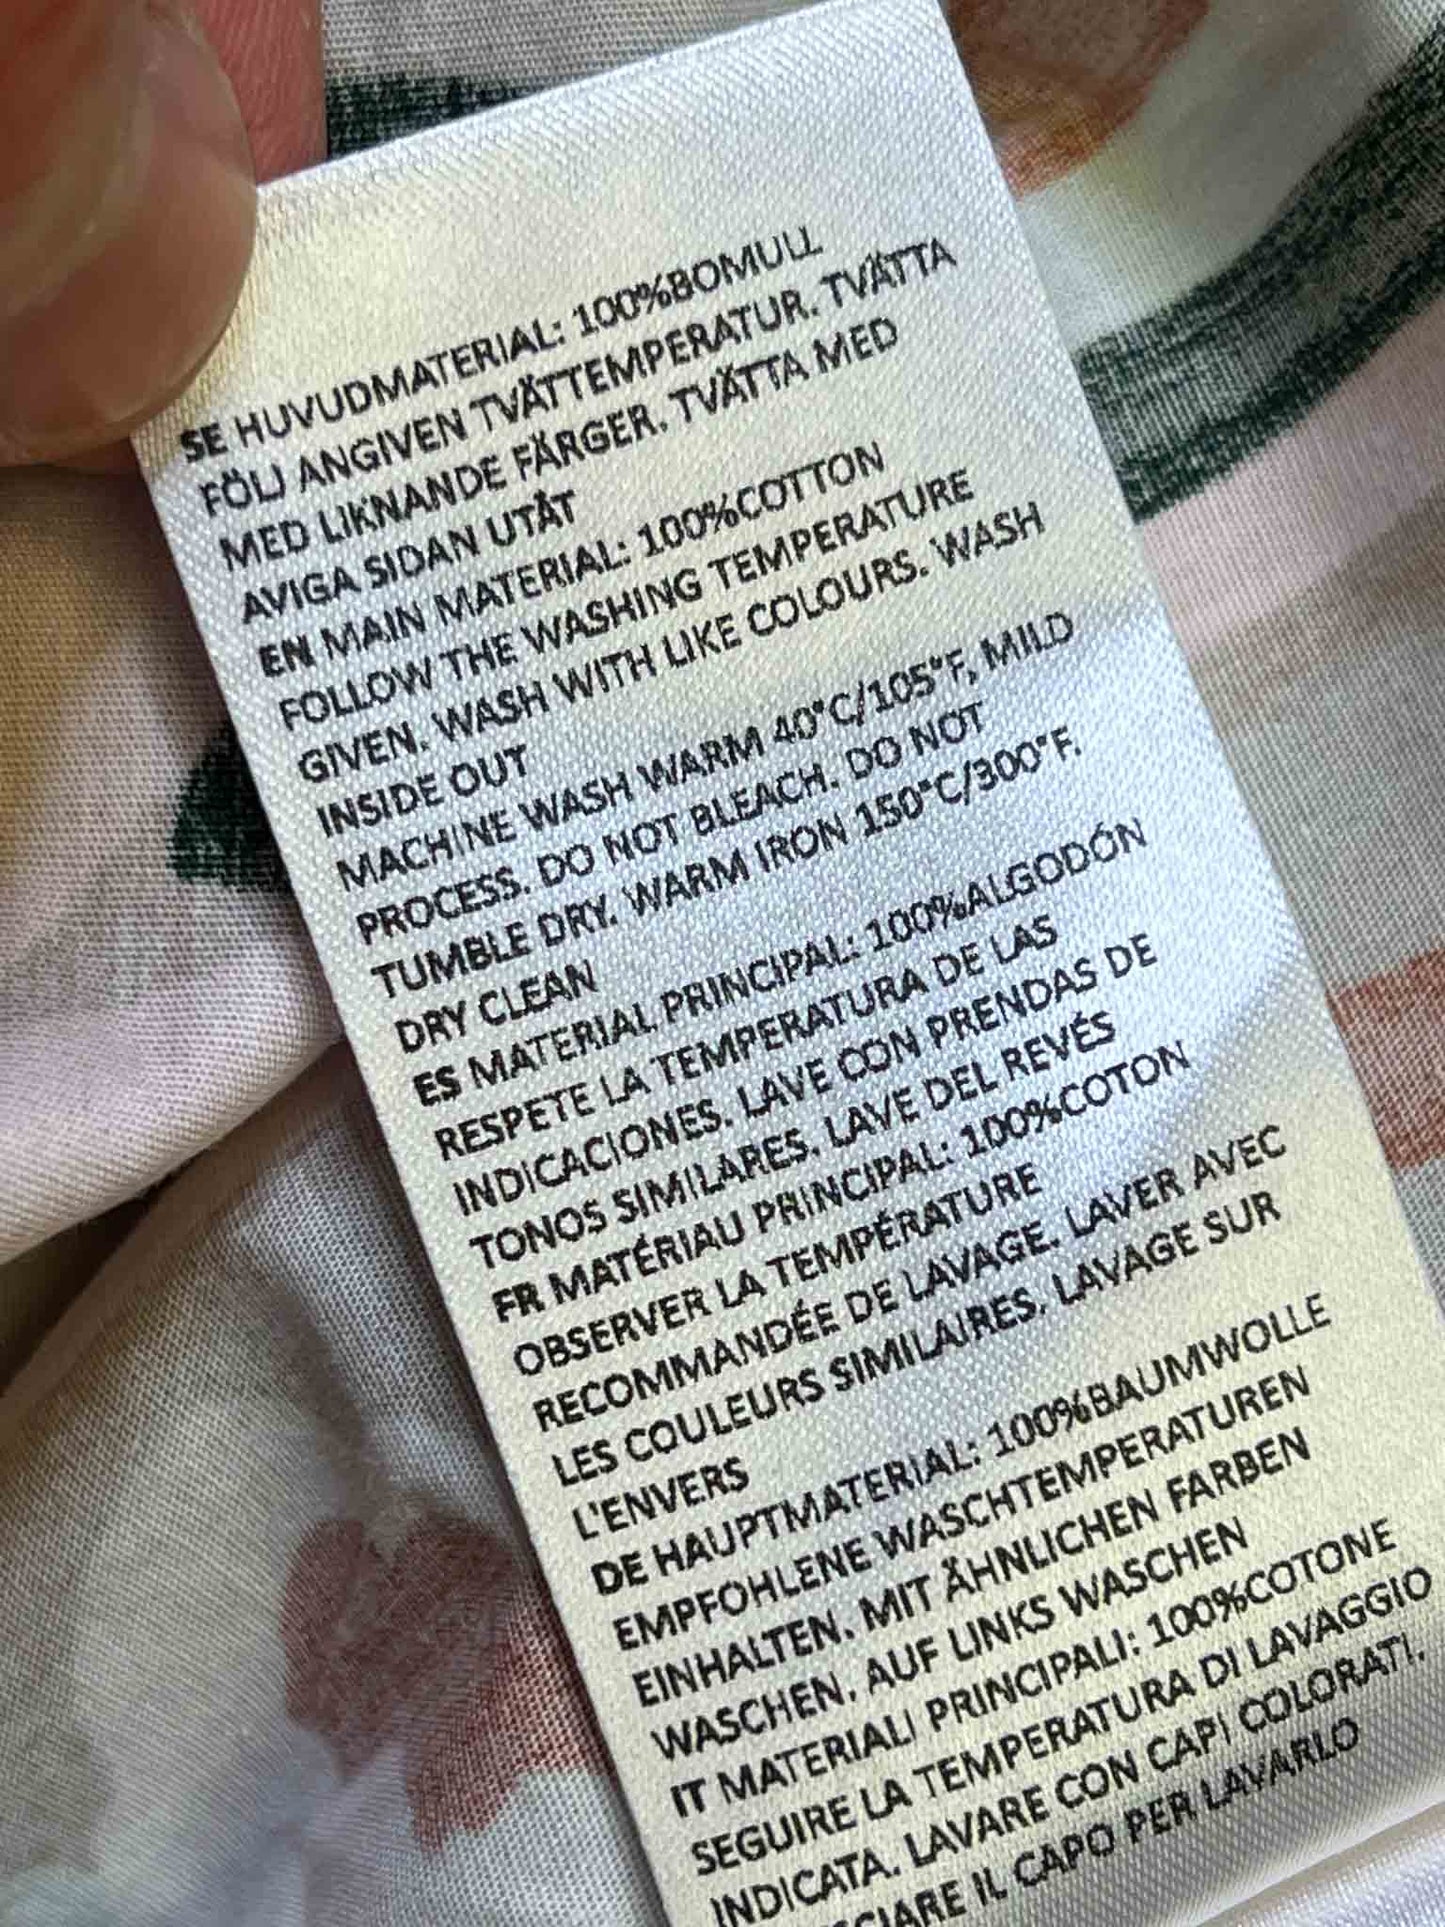 SE HUVUDMATERIAL: 100%BOMULL
FÖLJ ANGIVEN TVÄTTEMPERATUR. TVÄTTA
MED LIKNANDE FÄRGER. TVÄTTA MED
AVIGA SIDAN UTÅT
EN MAIN MATERIAL: 100%COTTON
FOLLOW THE WASHING TEMPERATURE
GIVEN. WASH WITH LIKE COLOURS. WASH
INSIDE OUT
MACHINE WASH WARM 40°C/105°F, MILD
PROCESS. DO NOT BLEACH. DO NOT
TUMBLE DRY. WARM IRON 150°C/300°F.
DRY CLEAN
ES MATERIAL PRINCIPAL: 100%ALGODÓN
RESPETE LA TEMPERATURA DE LAS
INDICACIONES. LAVE CON PRENDAS DE
TONOS SIMILARES. LAVE DEL REVÉS
FR MATÉRIAU PRINCIPAL: 100%COTON
OBSERVER LA TEMPÉRATURE
RECOMMANDÉE DE LAVAGE. LAVER AVEC
LES COULEURS SIMILAIRES. LAVAGE SUR
L'ENVERS
DE HAUPTMATERIAL: 100%BAUMWOLLE
EMPFOHLENE WASCHTEMPERATUREN
EINHALTEN. MIT ÄHNLICHEN FARBEN
WASCHEN. AUF LINKS WASCHEN
IT MATERIALI PRINCIPALI: 100%COTONE
SEGUIRE LA TEMPERATURA DI LAVAGGIO
INDICATA. LAVARE CON CAPI COLORATI.
IL CAPO PER LAVARLO